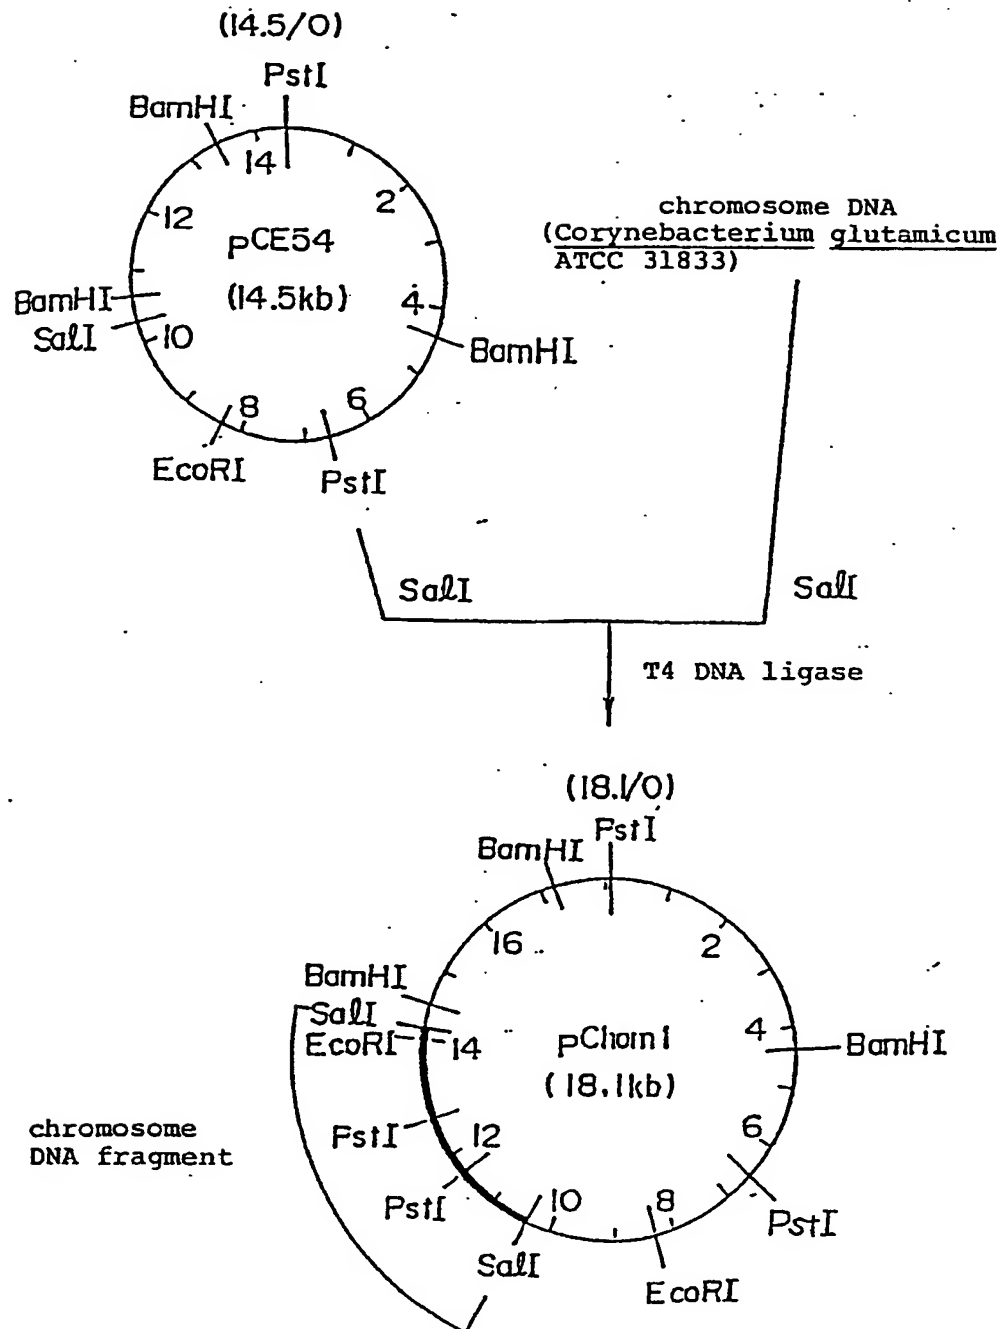 (14.5/0)
PstI
BamHI
14
2
12
pCE54
(14.5kb)
BamHI
SalI
10
4
BamHI
8
6
EcoRI
PstI
chromosome DNA
(Corynebacterium glutamicum
ATCC 31833)
SalI
SalI
T4 DNA ligase
(18.1/0)
PstI
BamHI
16
2
BamHI
SalI
EcoRI
14
pChom1
(18.1kb)
4
BamHI
PstI
12
6
PstI
10
8
PstI
SalI
EcoRI
chromosome
DNA fragment